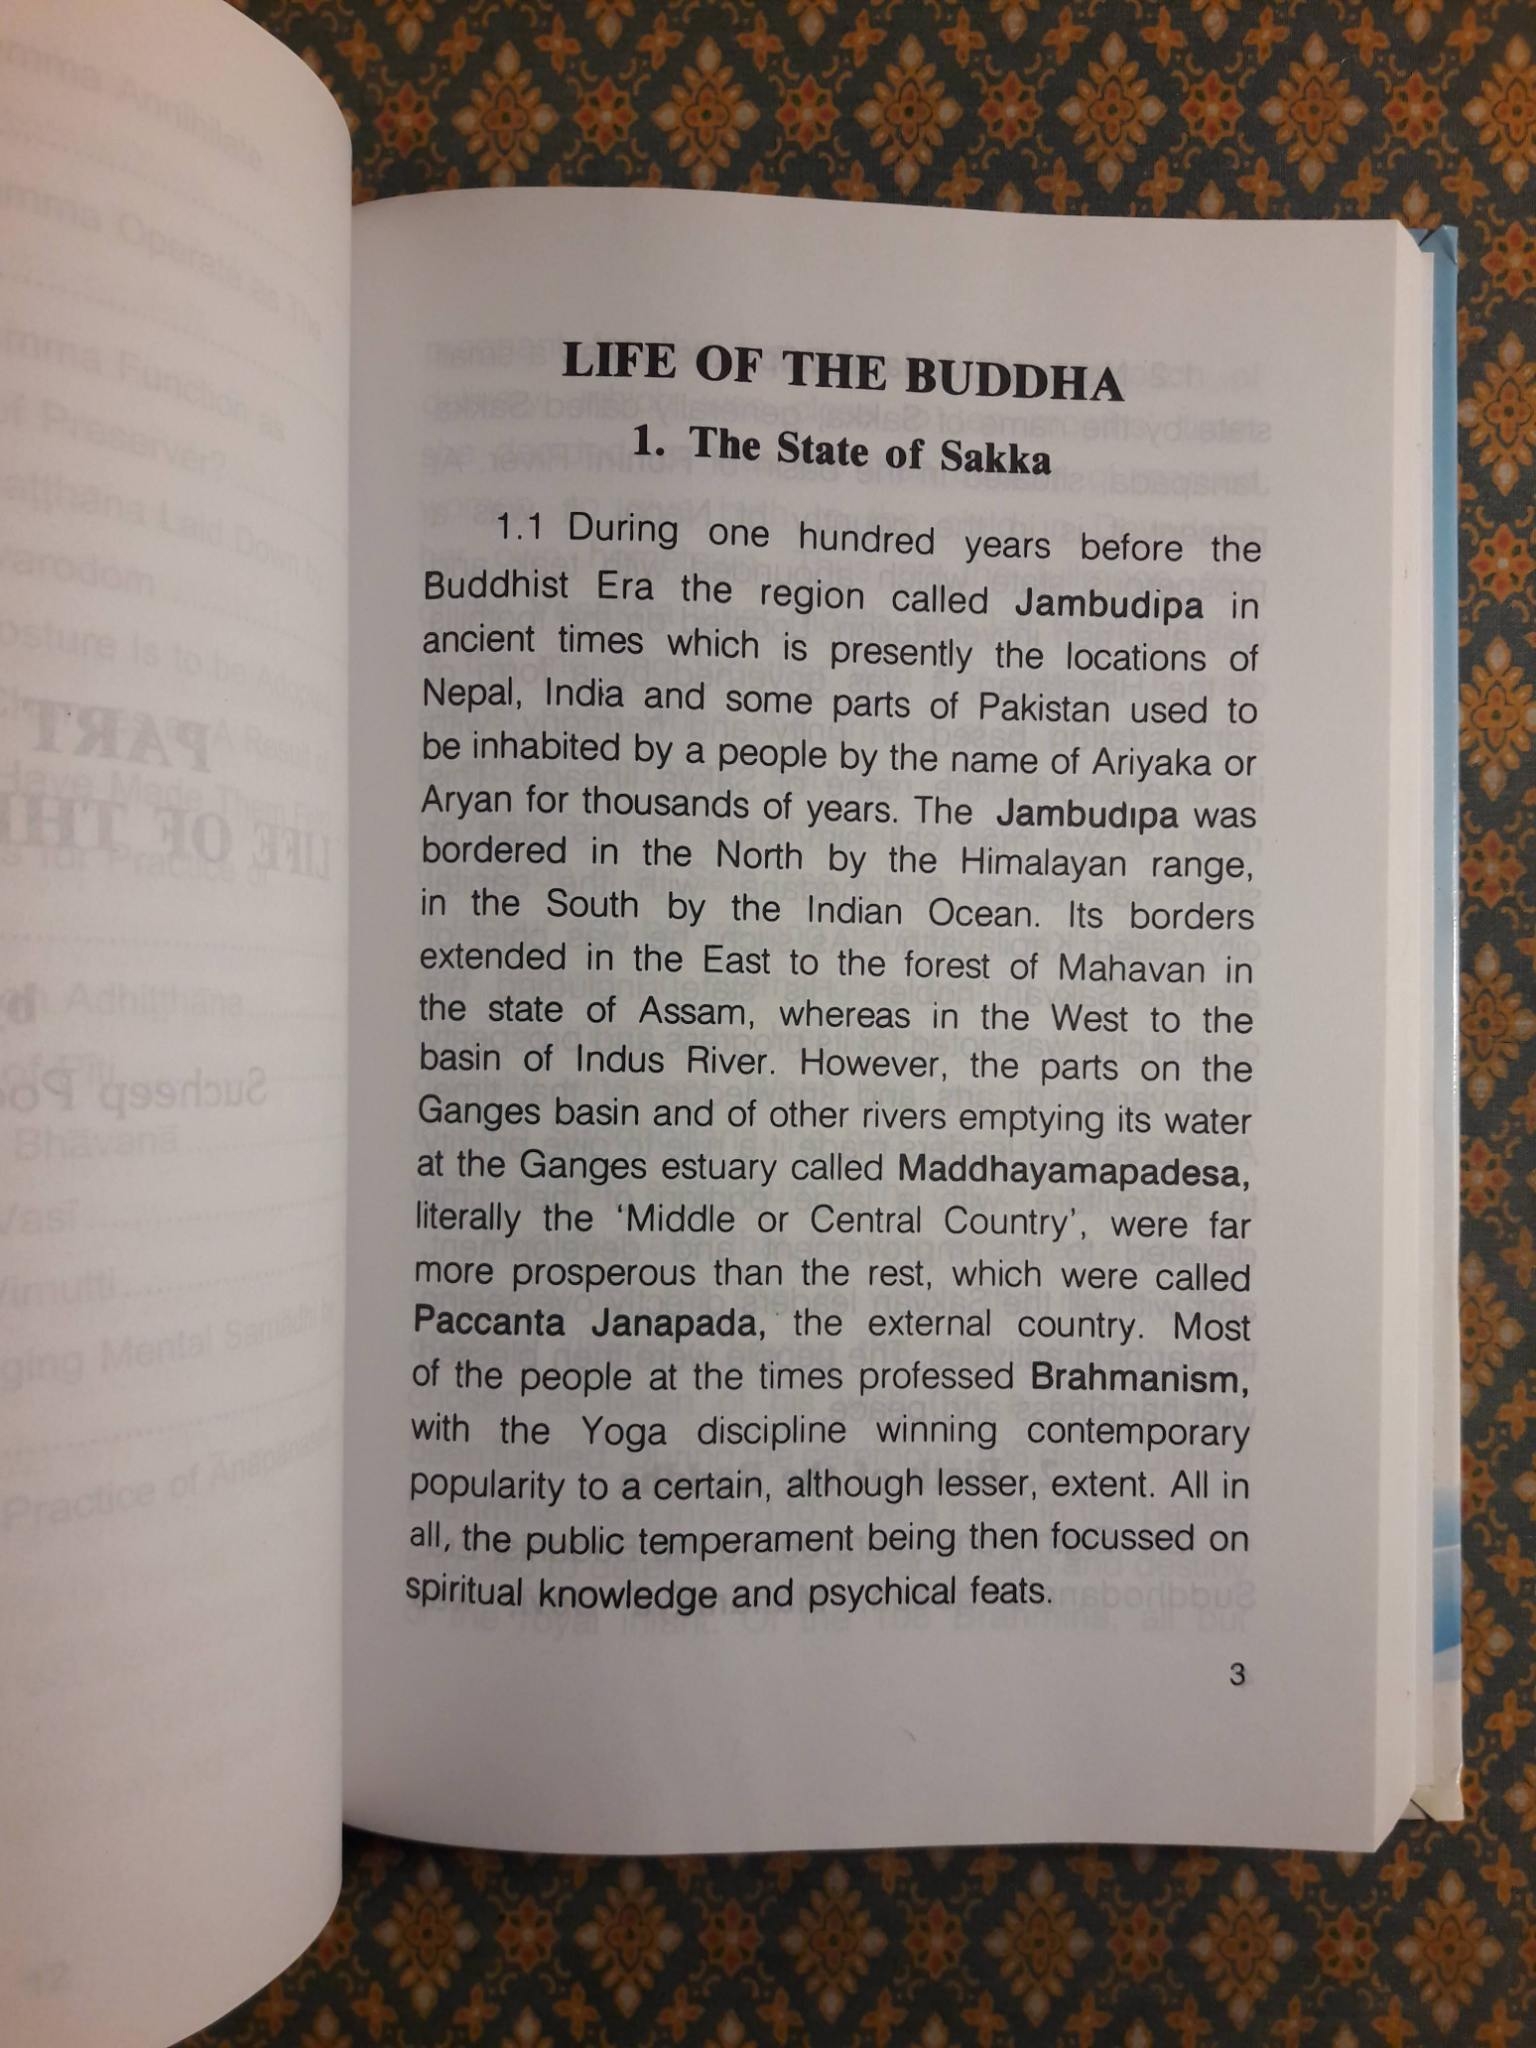 LIFE OF THE BUDDHA
1. The State of Sakka
1.1 During one hundred years before the
Buddhist Era the region called Jambudipa in
ancient times which is presently the locations of
Nepal, India and some parts of Pakistan used to
be inhabited by a people by the name of Ariyaka or
Aryan for thousands of years. The Jambudıpa was
bordered in the North by the Himalayan range,
in the South by the Indian Ocean. Its borders
extended in the East to the forest of Mahavan in
the state of Assam, whereas in the West to the
basin of Indus River. However, the parts on the
Ganges basin and of other rivers emptying its water
at the Ganges estuary called Maddhayamapadesa,
literally the ‘Middle or Central Country’, were far
more prosperous than the rest, which were called
Paccanta Janapada, the external country. Most
of the people at the times professed Brahmanism,
with the Yoga discipline winning contemporary
popularity to a certain, although lesser, extent. All in
all, the public temperament being then focussed on
spiritual knowledge and psychical feats.
3